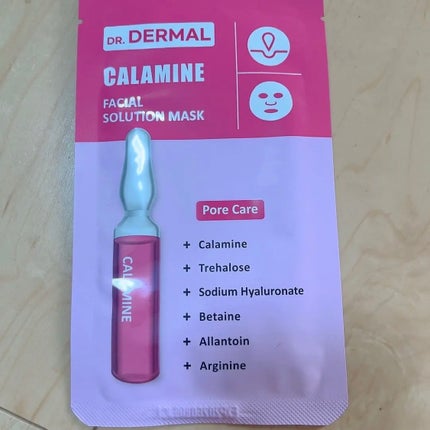 DR. DERMAL
CALAMINE
FACIAL
SOLUTION MASK
Pore Care
CALAMINE
+ Calamine
+ Trehalose
+ Sodium Hyaluronate
+ Betaine
+ Allantoin
+ Arginine